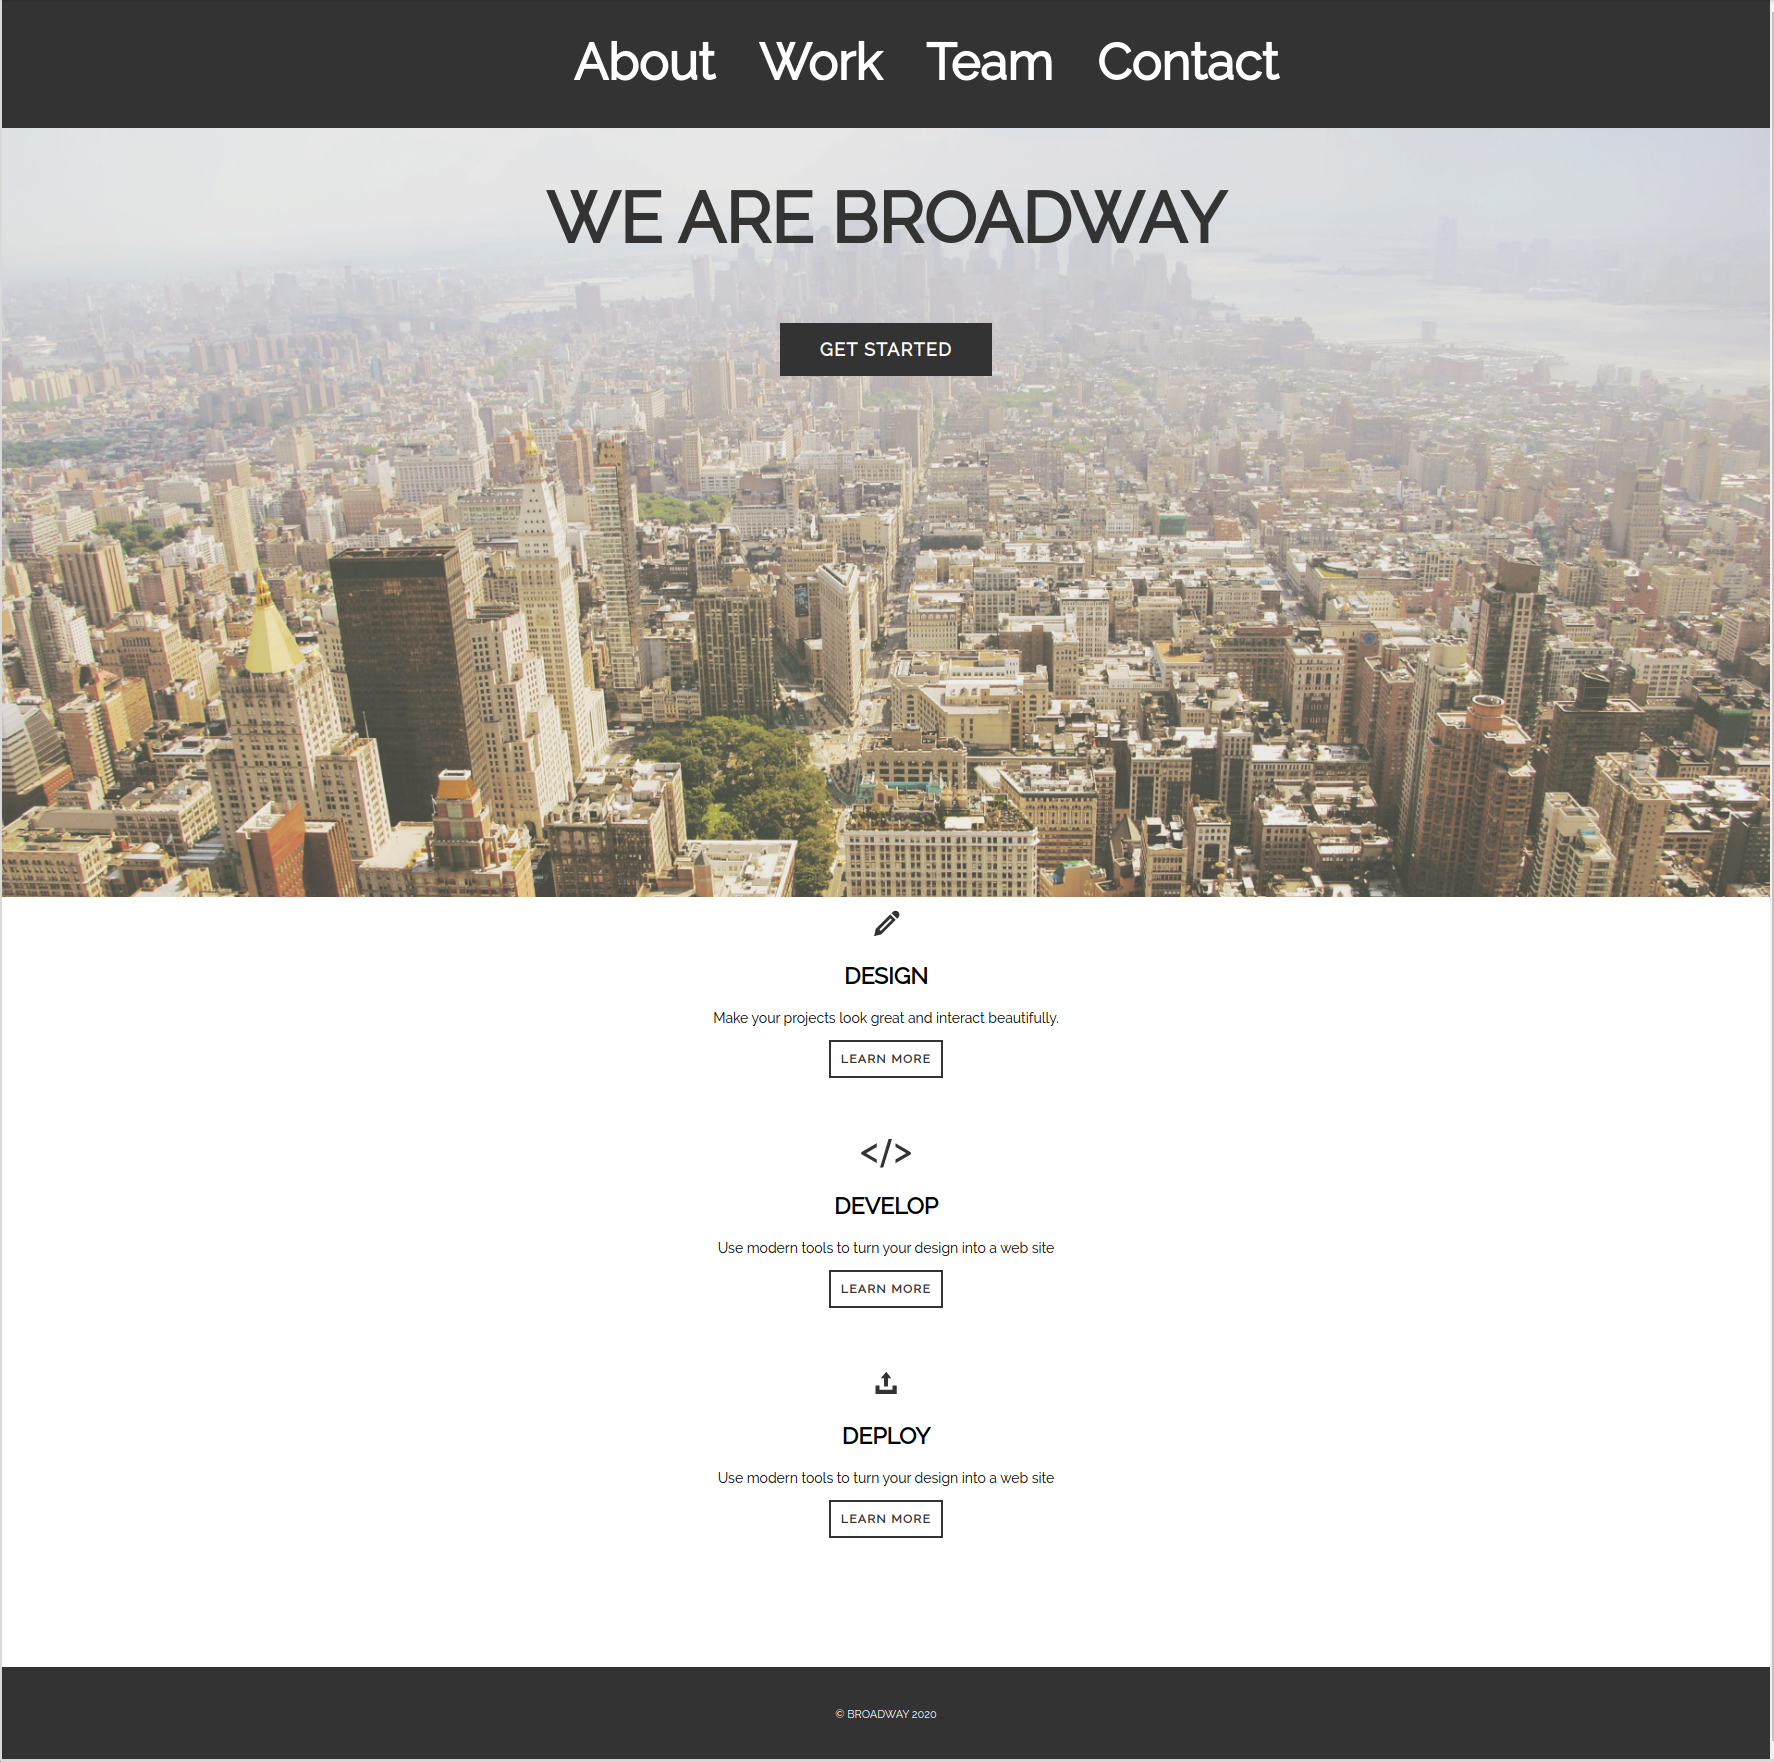 About Work Team Contact
WE ARE BROADWAY
GET STARTED
DESIGN
Make your projects look great and interact beautifully.
LEARN MORE
</>
DEVELOP
Use modern tools to turn your design into a web site
LEARN MORE
DEPLOY
Use modern tools to turn your design into a web site
LEARN MORE
© BROADWAY 2020